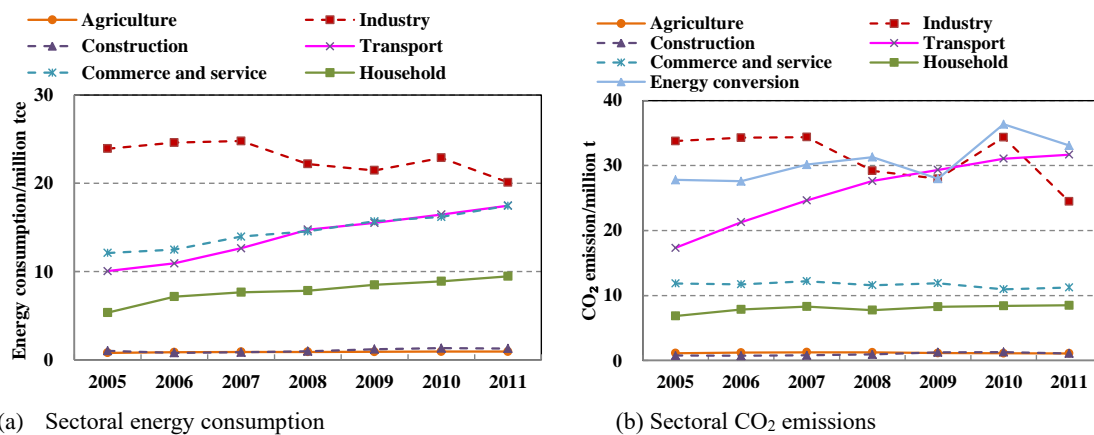 Agriculture
Industry
Construction
Transport
Commerce and service
Household
Energy consumption/million tce
30
20
10
0
2005 2006 2007 2008 2009 2010 2011
(a) Sectoral energy consumption
Agriculture
Industry
Construction
Transport
Commerce and service
Household
Energy conversion
CO₂ emission/million t
40
30
20
10
0
2005 2006 2007 2008 2009 2010 2011
(b) Sectoral CO₂ emissions